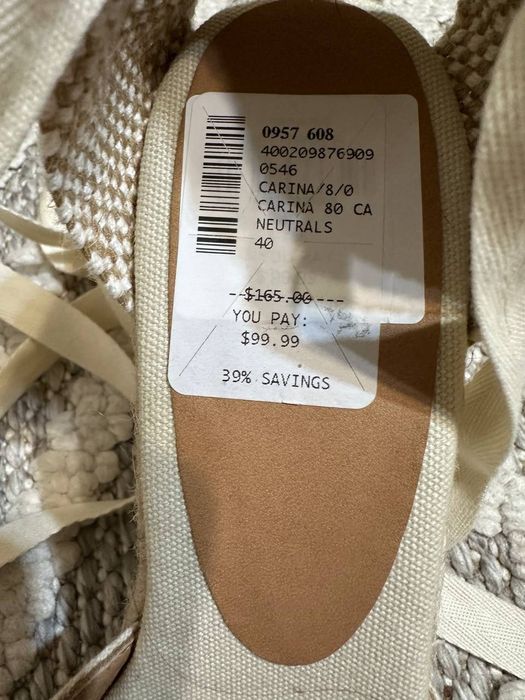 0957 608
400209876909
0546
CARINA/8/0
CARINA 80 CA
NEUTRALS
40
$165.00
YOU PAY:
$99.99
39% SAVINGS